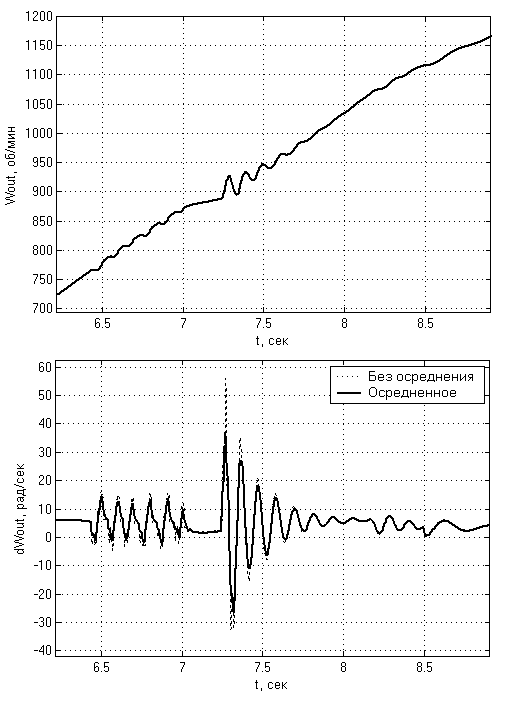 1200
1150
1100
1050
1000
950
900
850
800
750
700
Wout, об/мин
6.5 7 7.5 8 8.5
t, сек
60
50
40
30
20
10
0
-10
-20
-30
-40
dWout, рад/сек
Без осреднения
Осредненное
6.5 7 7.5 8 8.5
t, сек